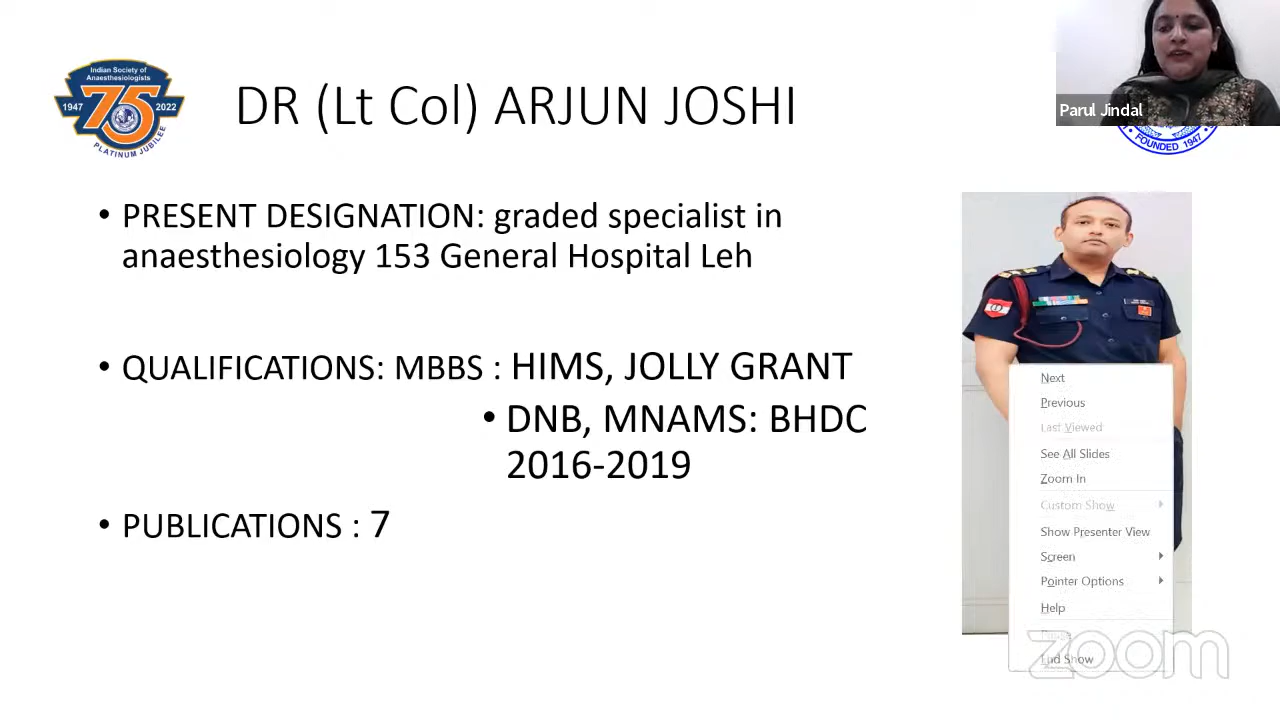 Parul Jindal
Indian Society of
Anaesthesiologists
1947 75 2022
PLATINUM JUBILEE
DR (Lt Col) ARJUN JOSHI
FOUNDED 1947
• PRESENT DESIGNATION: graded specialist in
anaesthesiology 153 General Hospital Leh
• QUALIFICATIONS: MBBS : HIMS, JOLLY GRANT
• DNB, MNAMS: BHDC
2016-2019
• PUBLICATIONS : 7
Next
Previous
Last Viewed
See All Slides
Zoom In
Custom Show
Show Presenter View
Screen
Pointer Options
Help
End Show
zoom